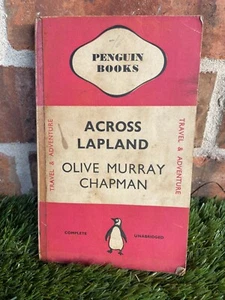 PENGUIN
BOOKS
TRAVEL & ADVENTURE
ACROSS
LAPLAND
OLIVE MURRAY
CHAPMAN
TRAVEL & ADVENTURE
COMPLETE
UNABRIDGED